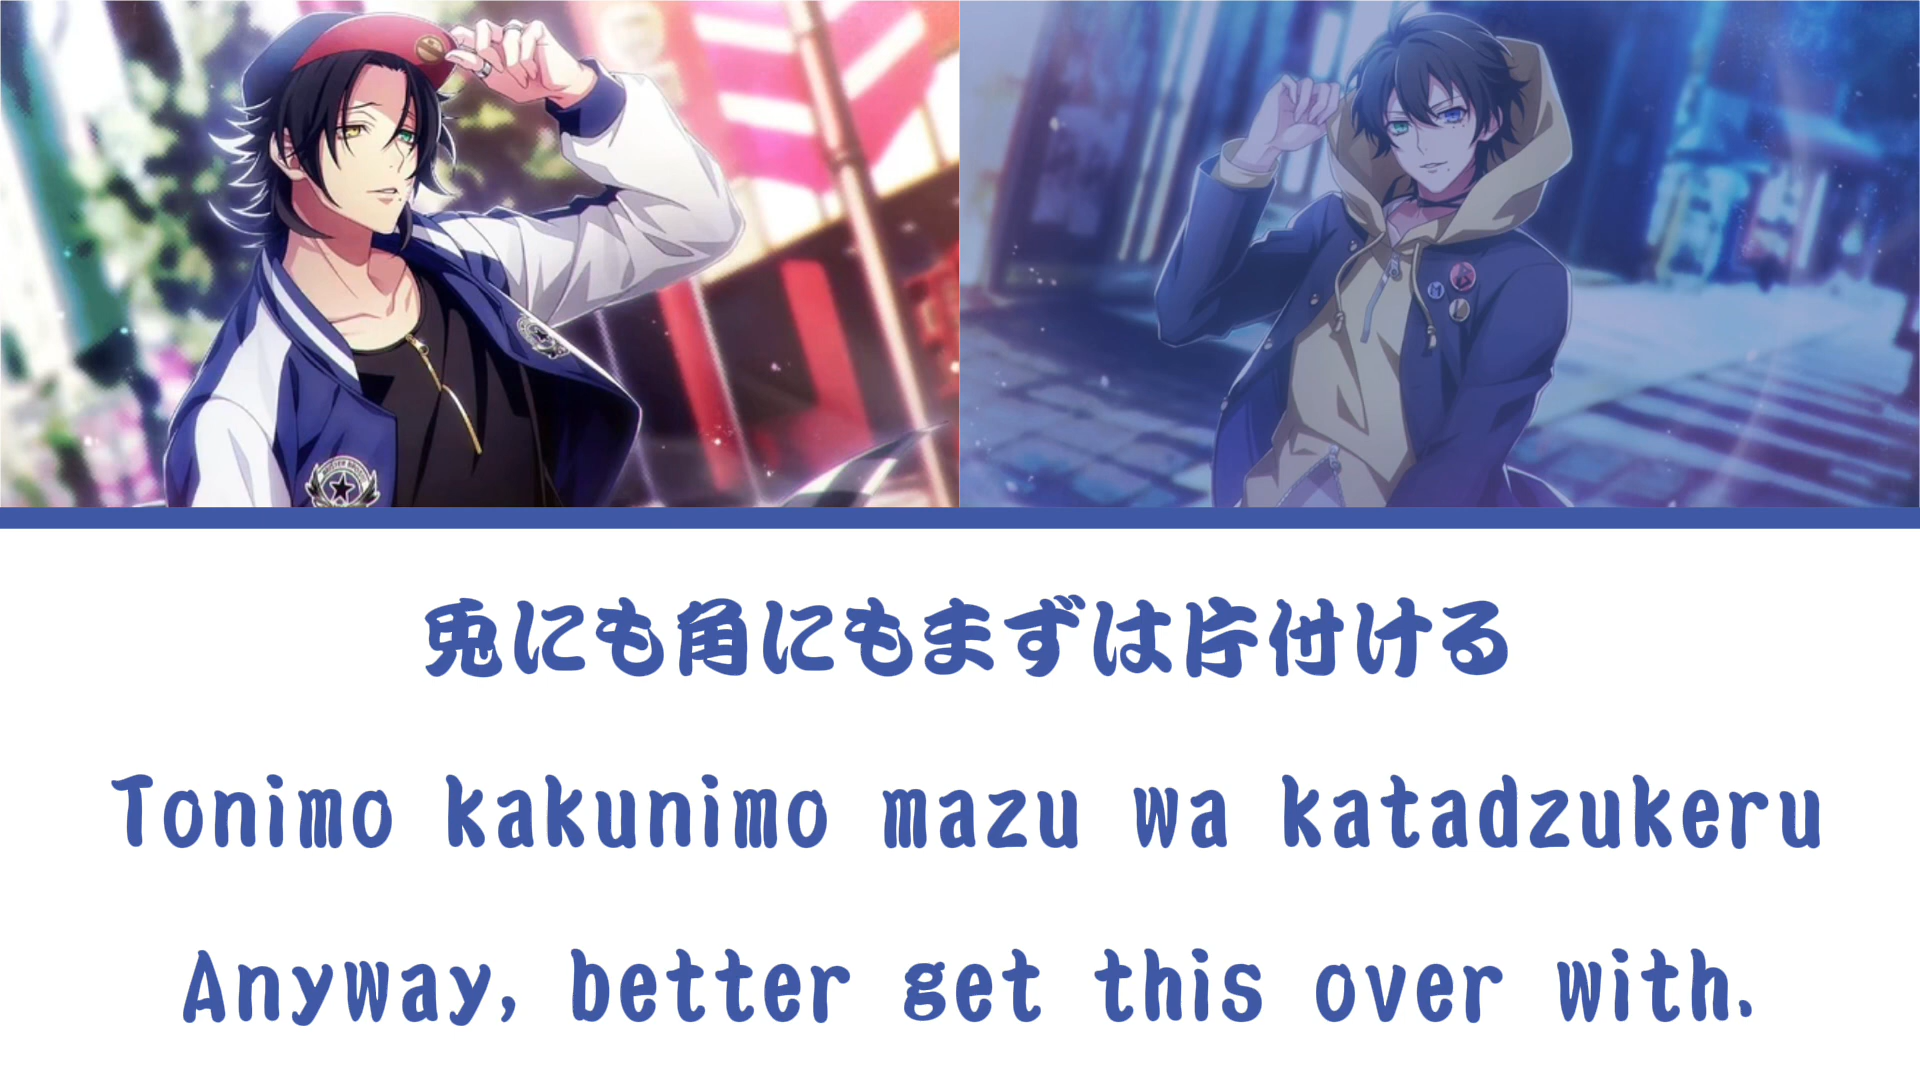 兎にも角にもまずは片付ける
Tonimo kakunimo mazu wa katadzukeru
Anyway, better get this over with.